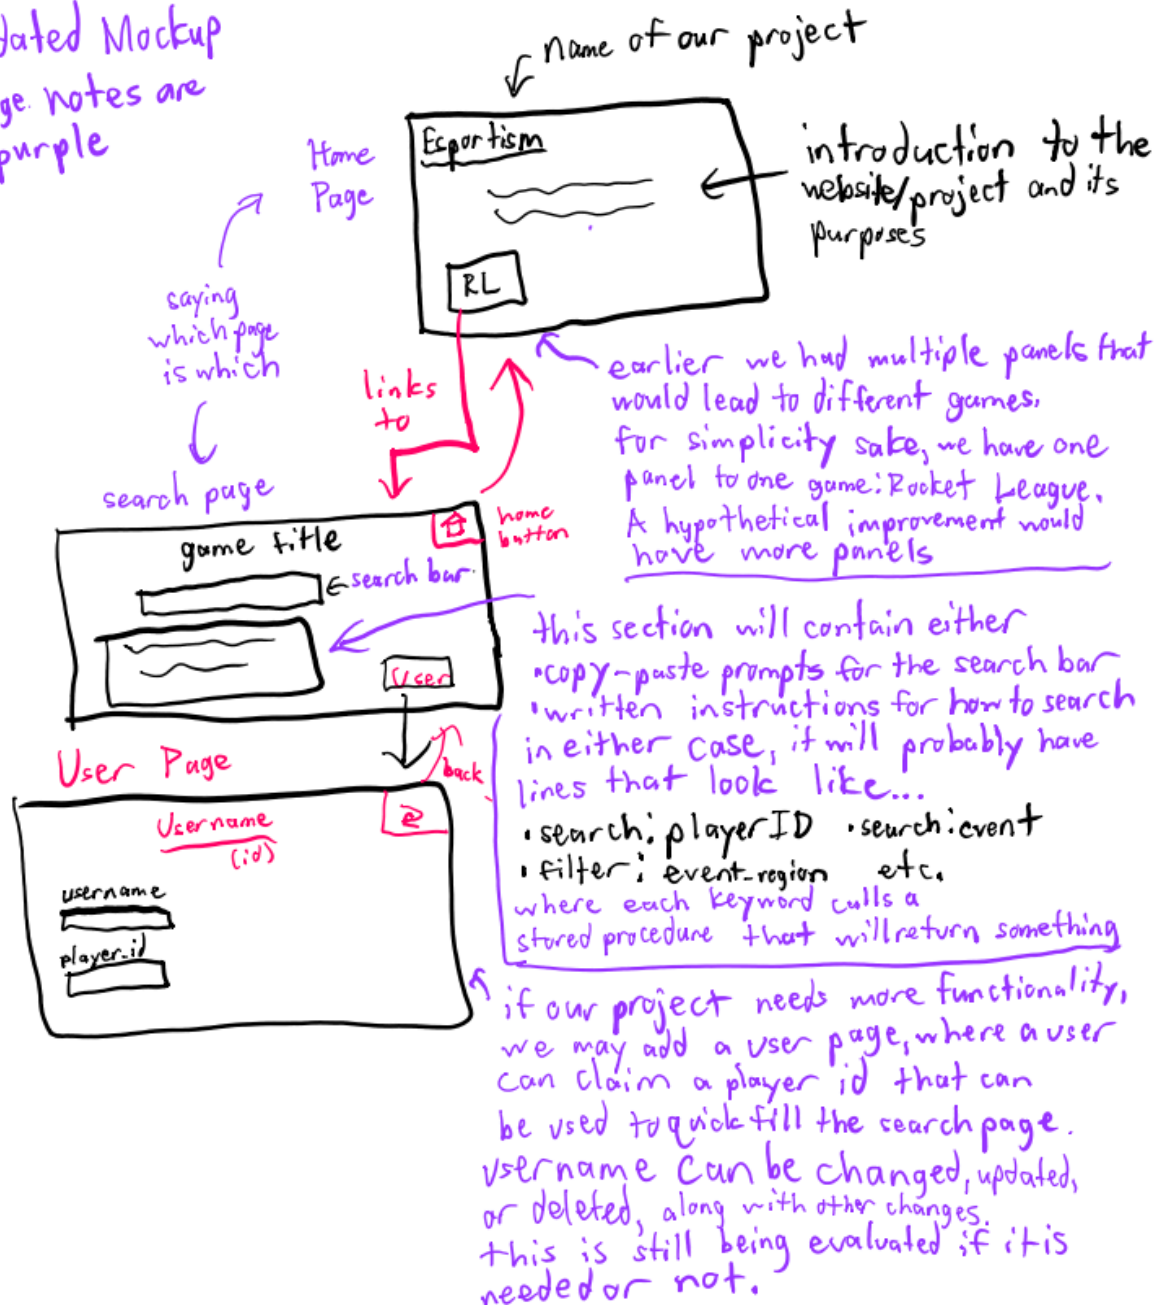 dated Mockup
ge. notes are
purple
name of our project
Home
Page
Esportism
RL
introduction to the
website/project and its
purposes
saying
which page
is which
links
to
earlier we had multiple panels that
would lead to different games.
for simplicity sake, we have one
panel to one game: Rocket League.
A hypothetical improvement would
have more panels
search page
game title
home
button
search bar.
User
this section will contain either
•copy-paste prompts for the search bar
•written instructions for how to search
in either case, it will probably have
lines that look like...
•search: playerID •search: event
•filter: event_region etc.
where each keyword calls a
stored procedure that will return something
User Page
back
Username
(id)
username
player_id
if our project needs more functionality,
we may add a user page, where a user
can claim a player id that can
be used to quick fill the search page.
username can be changed, updated,
or deleted, along with other changes.
this is still being evaluated if it is
needed or not.